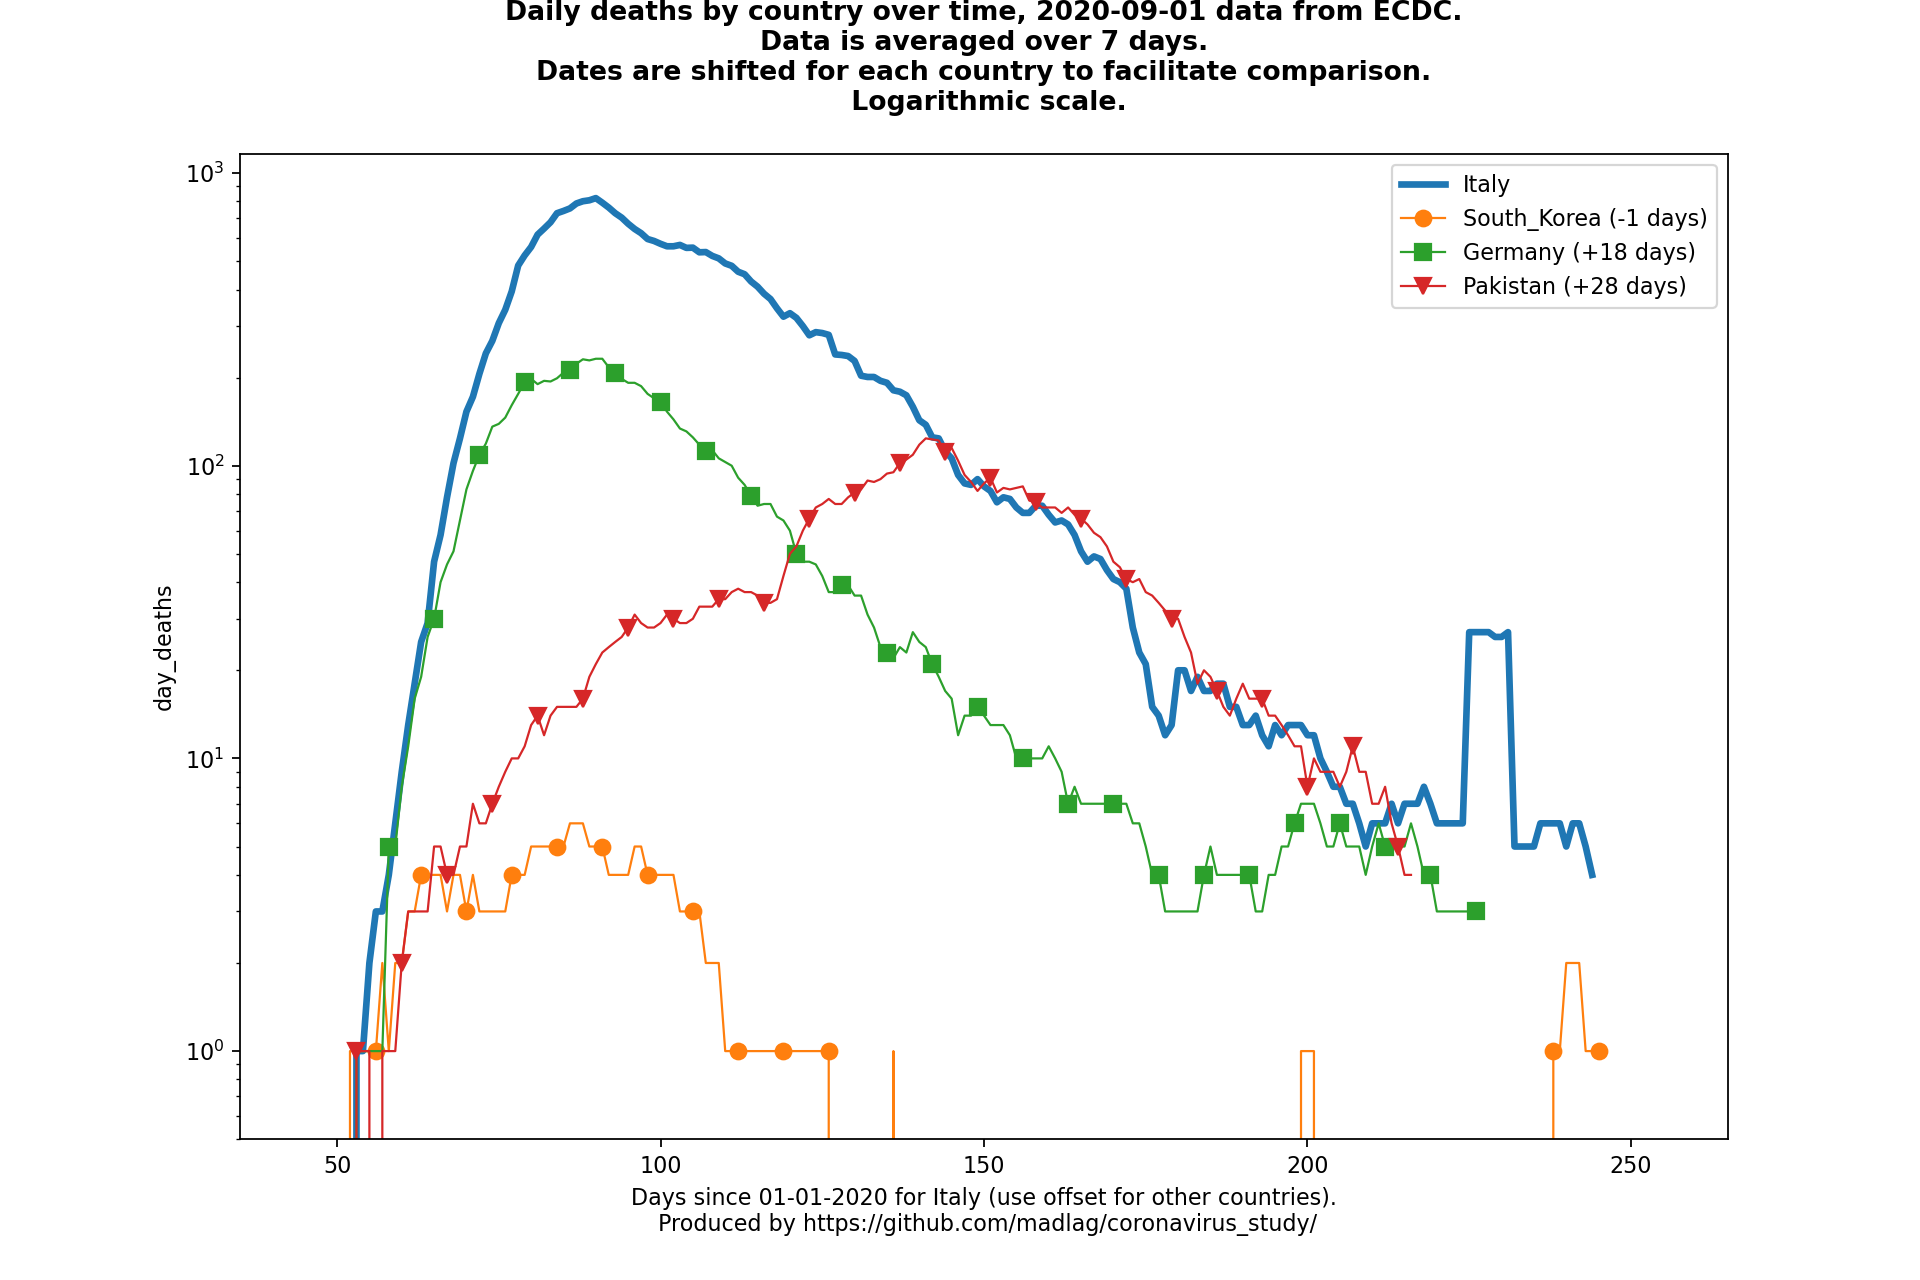 Daily deaths by country over time, 2020-09-01 data from ECDC.
Data is averaged over 7 days.
Dates are shifted for each country to facilitate comparison.
Logarithmic scale.
10³
10²
10¹
10⁰
day_deaths
Italy
South_Korea (-1 days)
Germany (+18 days)
Pakistan (+28 days)
50
100
150
200
250
Days since 01-01-2020 for Italy (use offset for other countries).
Produced by https://github.com/madlag/coronavirus_study/